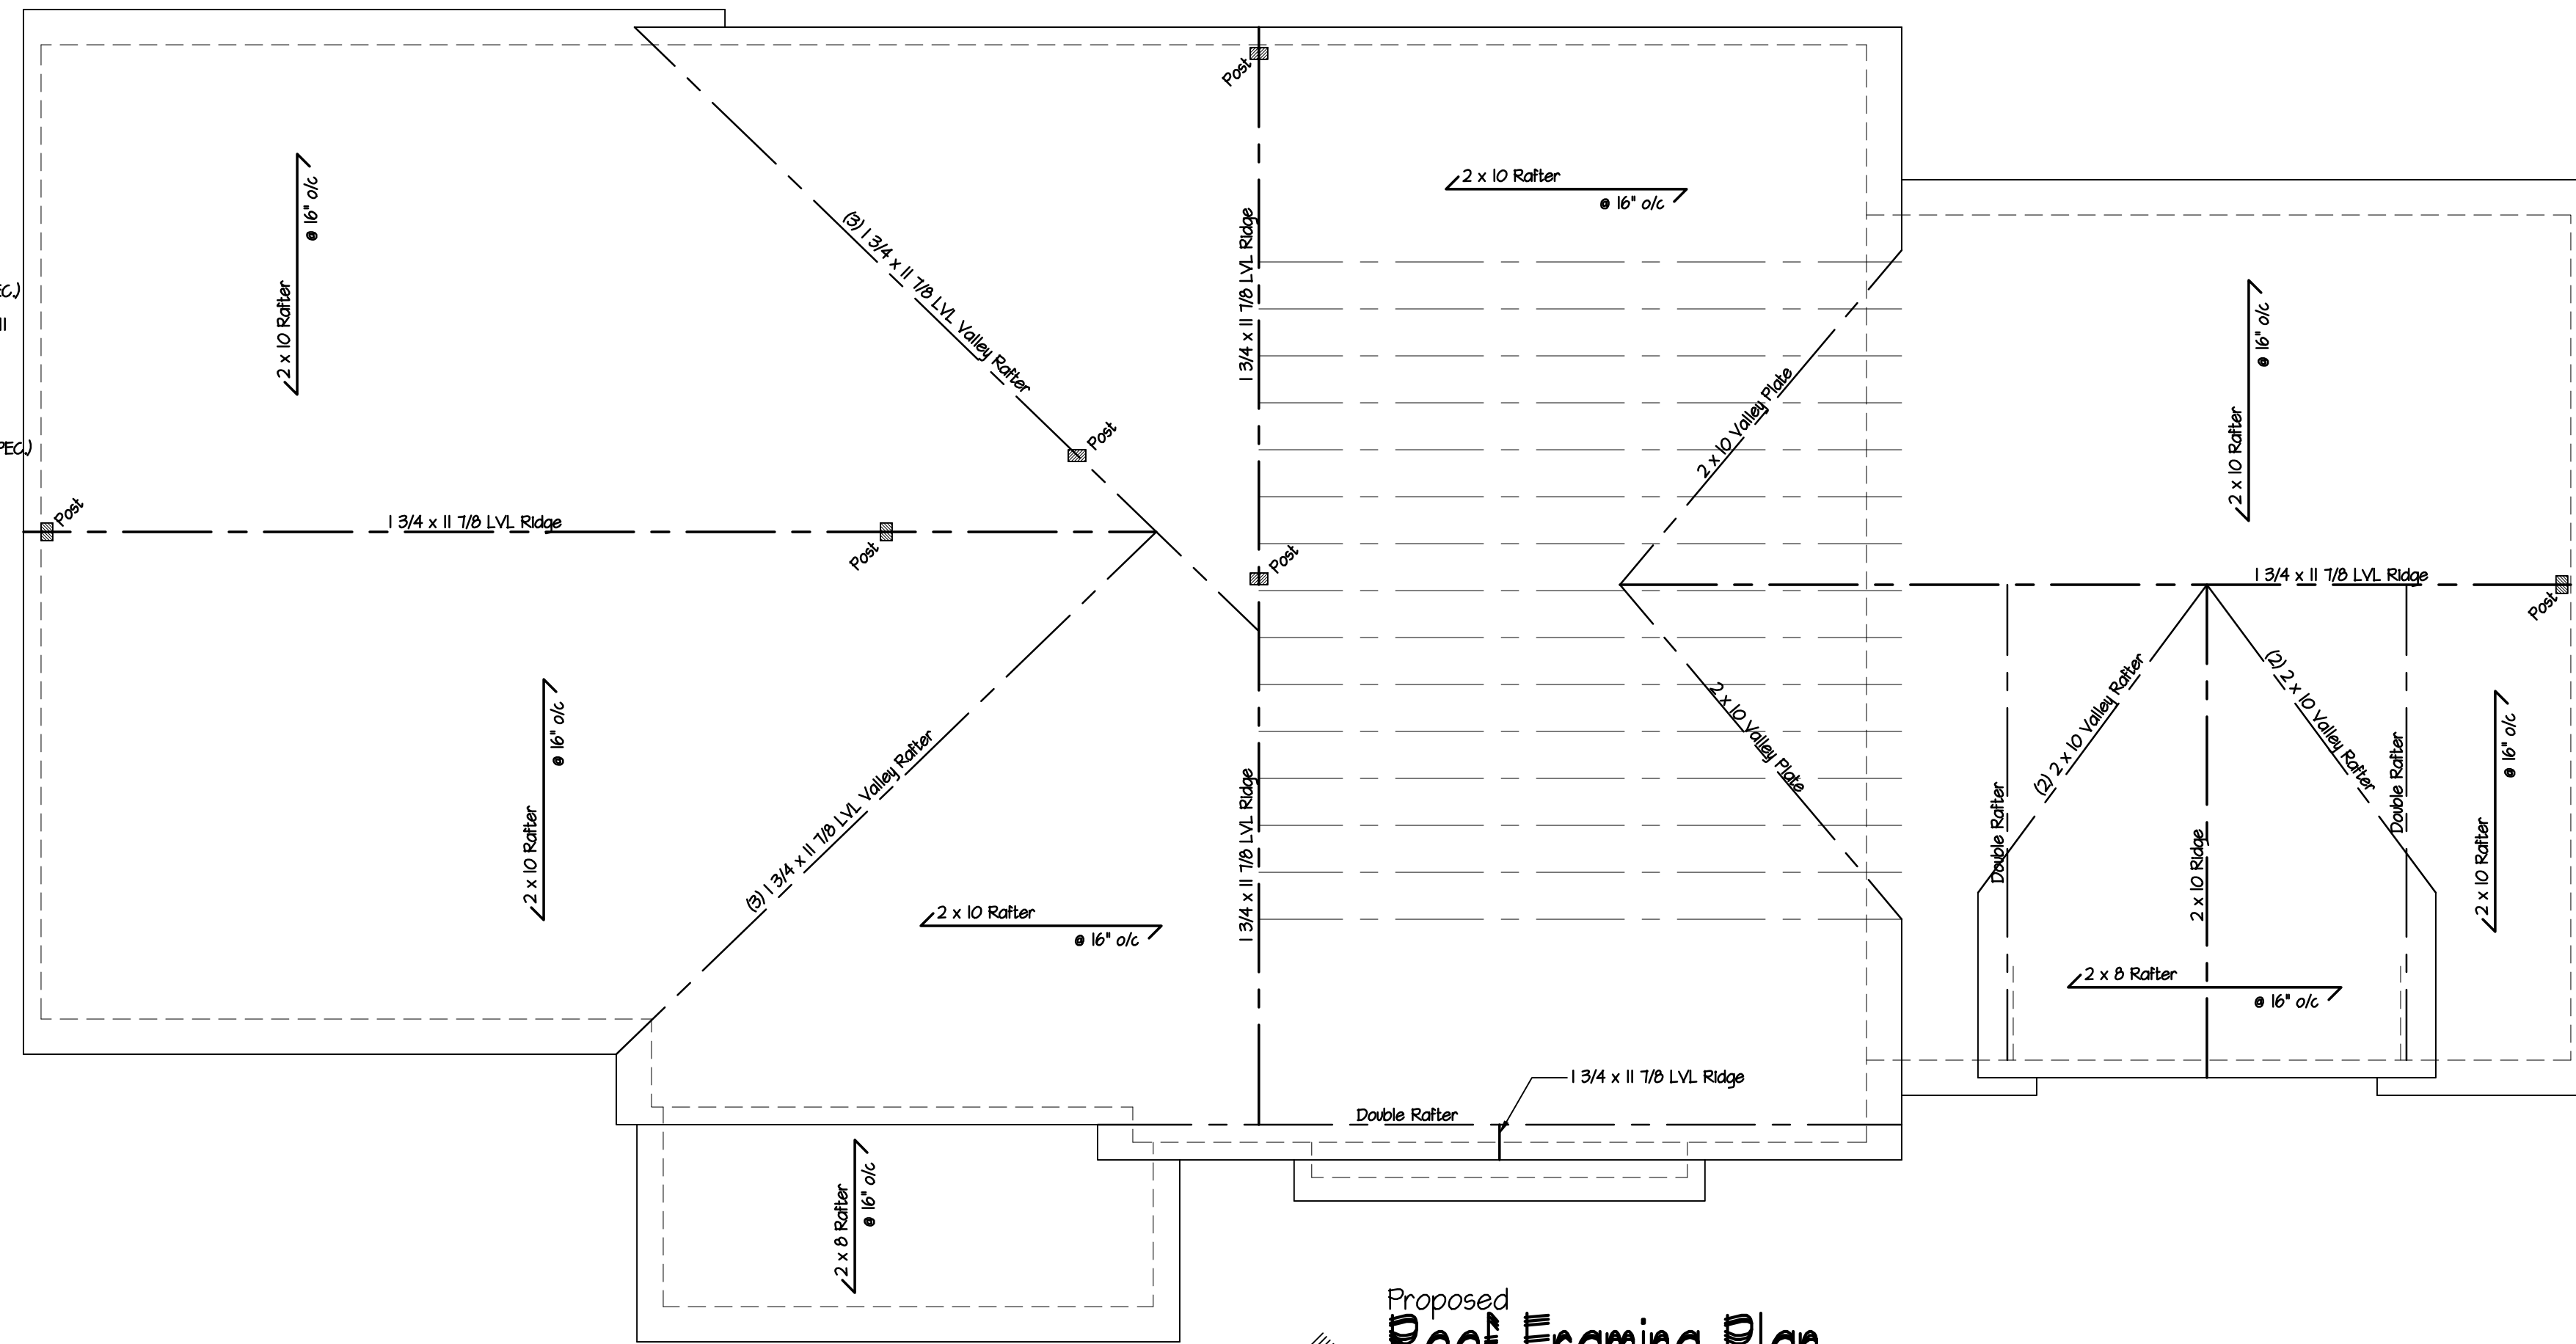 Post
2 x 10 Rafter
@ 16" o/c
@ 16" o/c
2 x 10 Rafter
(3) 1 3/4 x 11 7/8 LVL Valley Rafter
1 3/4 x 11 7/8 LVL Ridge
@ 16" o/c
2 x 10 Rafter
2 x 10 Valley Plate
Post
Post
1 3/4 x 11 7/8 LVL Ridge
Post
Post
1 3/4 x 11 7/8 LVL Ridge
Post
(2) 2 x 10 Valley Rafter
(2) 2 x 10 Valley Rafter
2 x 10 Valley Plate
@ 16" o/c
2 x 10 Rafter
(3) 1 3/4 x 11 7/8 LVL Valley Rafter
1 3/4 x 11 7/8 LVL Ridge
Double Rafter
2 x 10 Ridge
Double Rafter
@ 16" o/c
2 x 10 Rafter
2 x 10 Rafter
@ 16" o/c
2 x 8 Rafter
@ 16" o/c
1 3/4 x 11 7/8 LVL Ridge
Double Rafter
@ 16" o/c
2 x 8 Rafter
Proposed
Roof Framing Plan